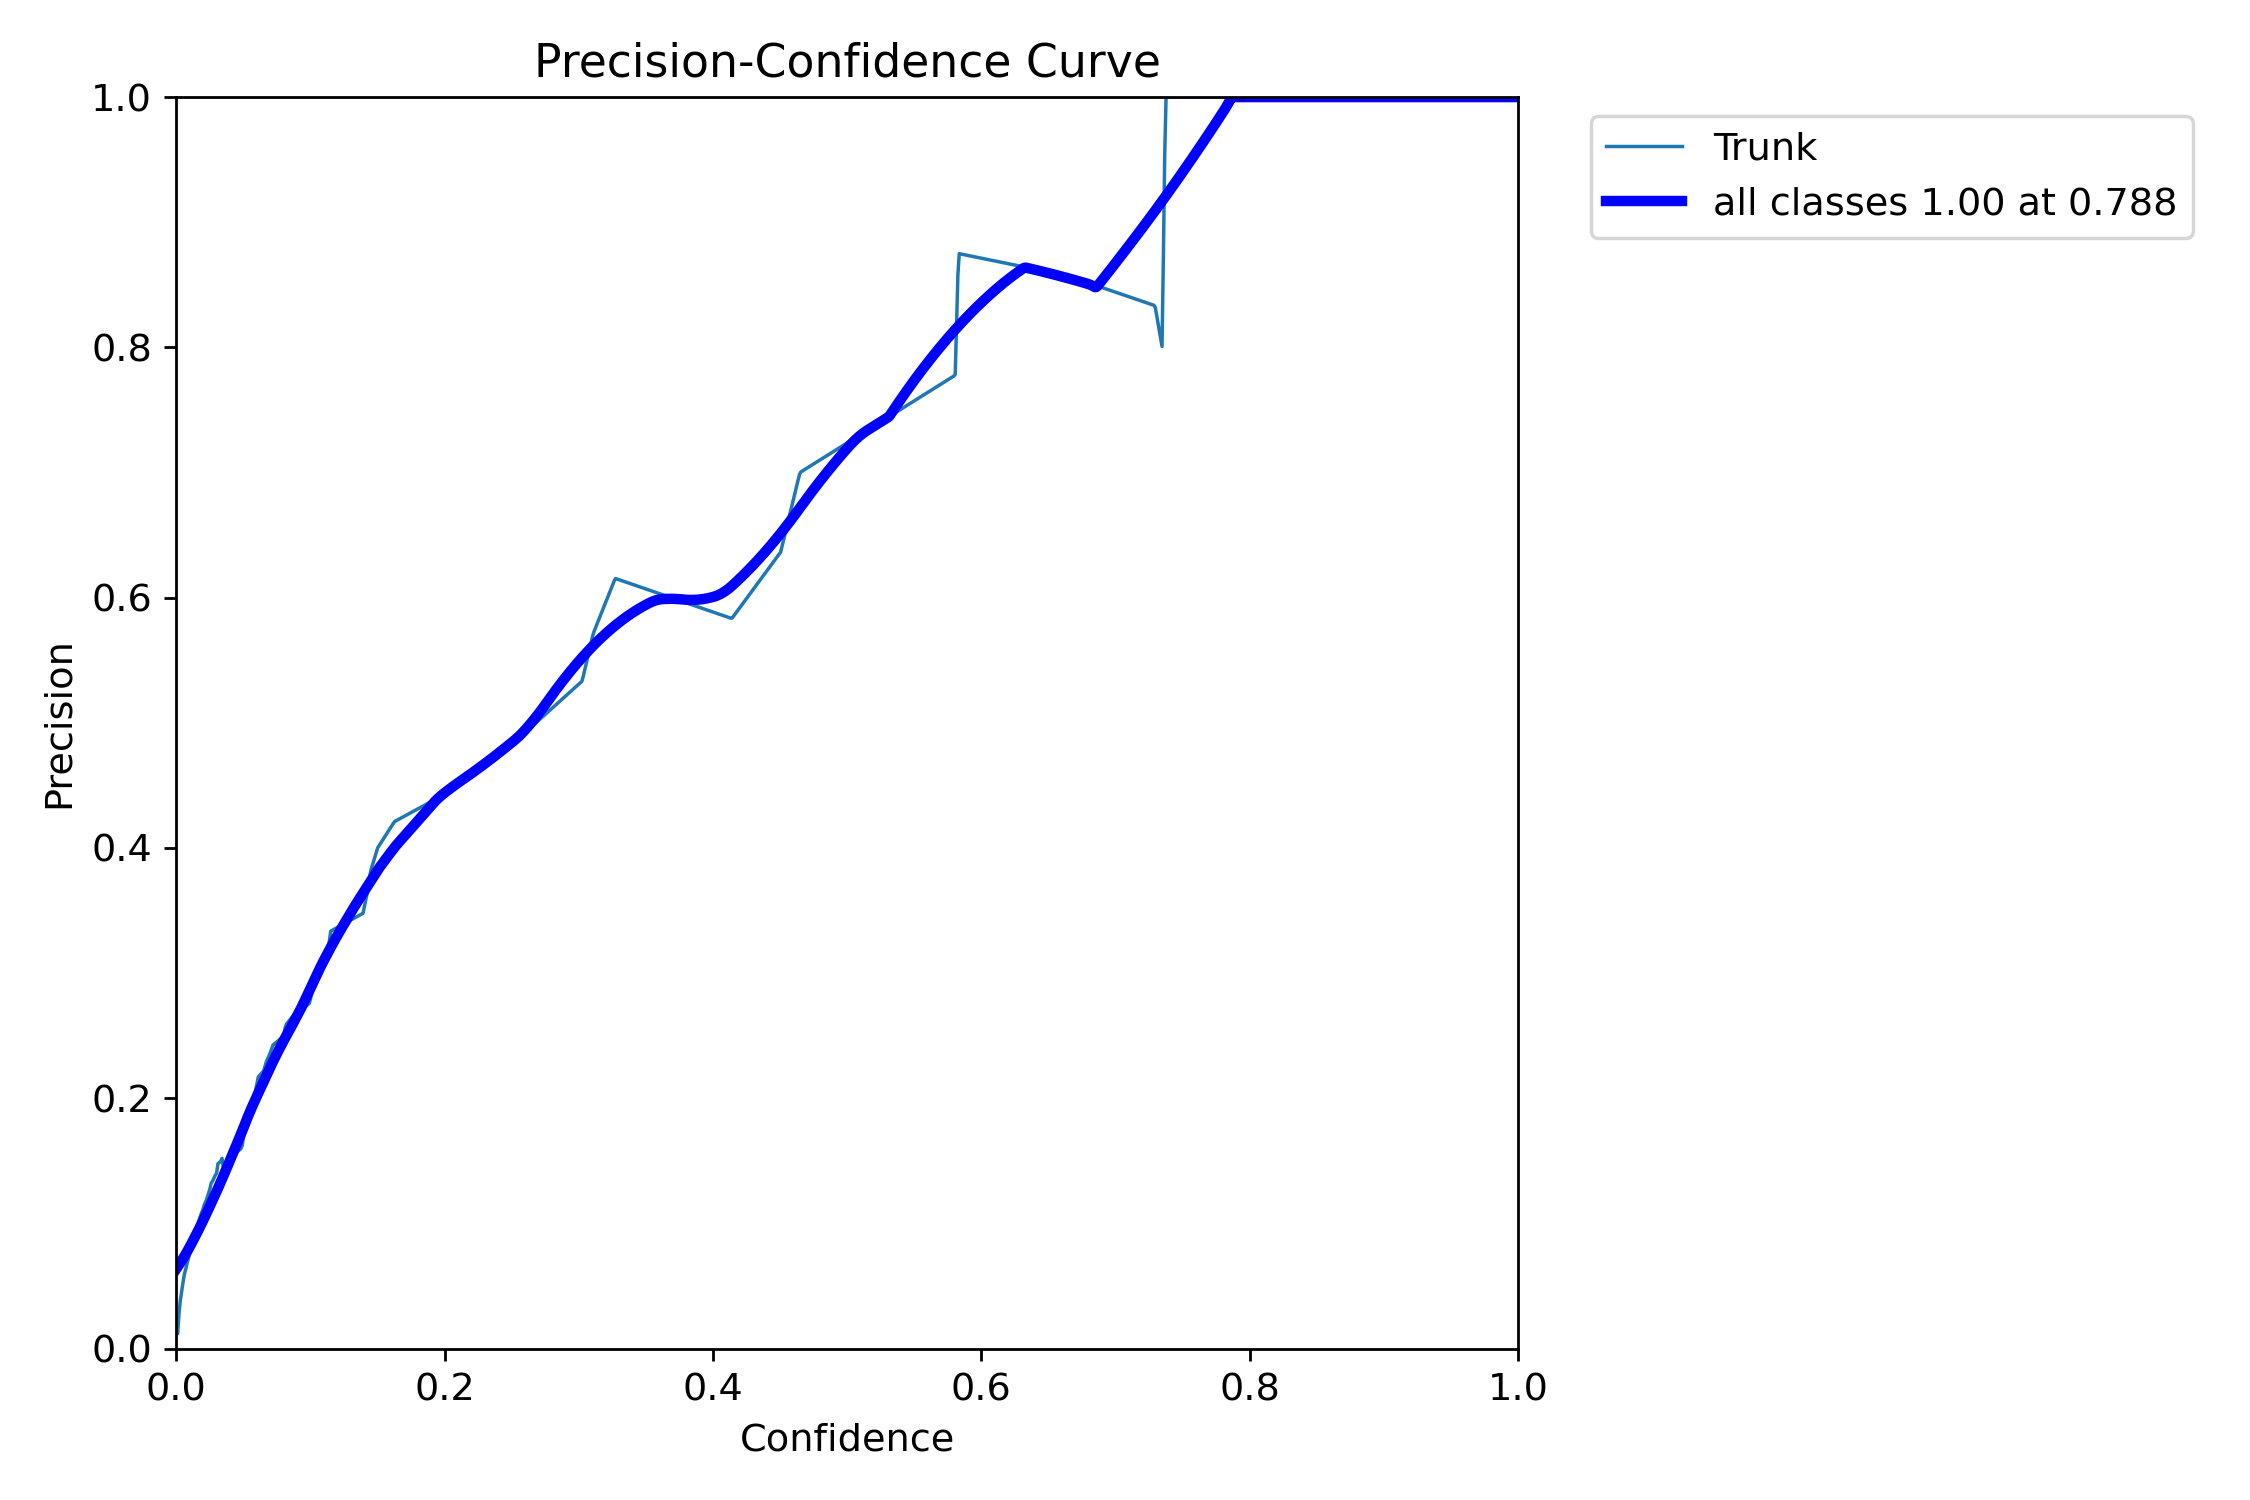 Precision-Confidence Curve
1.0
0.8
0.6
0.4
0.2
0.0
Precision
0.0 0.2 0.4 0.6 0.8 1.0
Confidence
Trunk
all classes 1.00 at 0.788